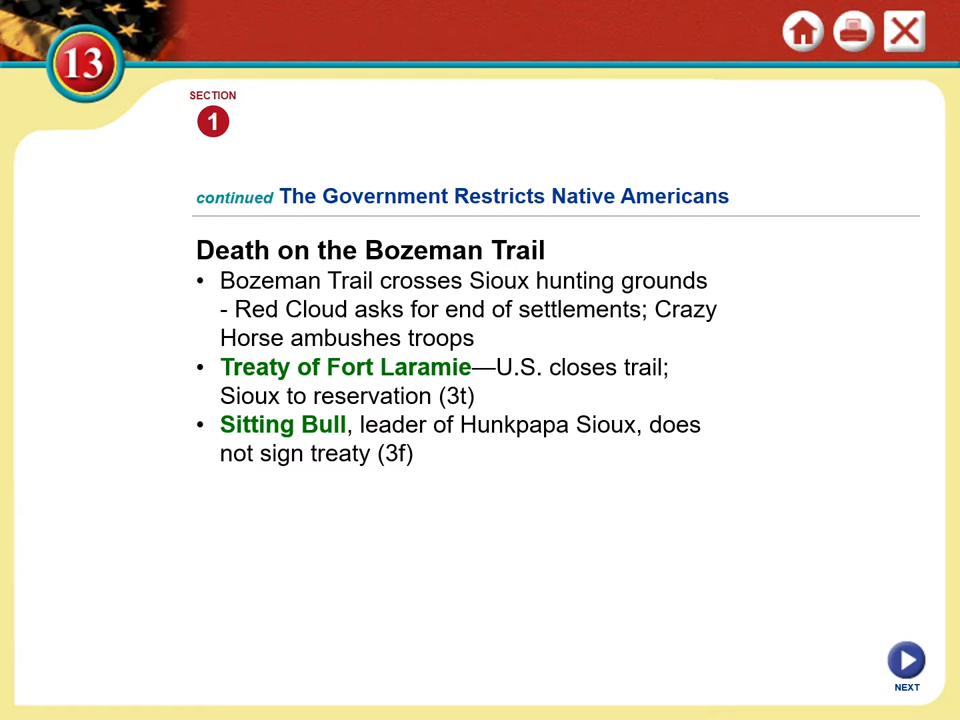 13
SECTION
1
continued The Government Restricts Native Americans
Death on the Bozeman Trail
• Bozeman Trail crosses Sioux hunting grounds
- Red Cloud asks for end of settlements; Crazy
Horse ambushes troops
• Treaty of Fort Laramie—U.S. closes trail;
Sioux to reservation (3t)
• Sitting Bull, leader of Hunkpapa Sioux, does
not sign treaty (3f)
NEXT